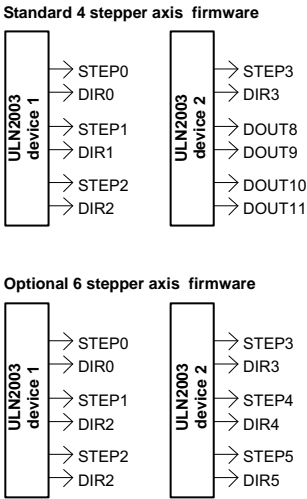 Standard 4 stepper axis firmware
ULN2003
device 1
STEP0
DIR0
STEP1
DIR1
STEP2
DIR2
ULN2003
device 2
STEP3
DIR3
DOUT8
DOUT9
DOUT10
DOUT11
Optional 6 stepper axis firmware
ULN2003
device 1
STEP0
DIR0
STEP1
DIR2
STEP2
DIR2
ULN2003
device 2
STEP3
DIR3
STEP4
DIR4
STEP5
DIR5